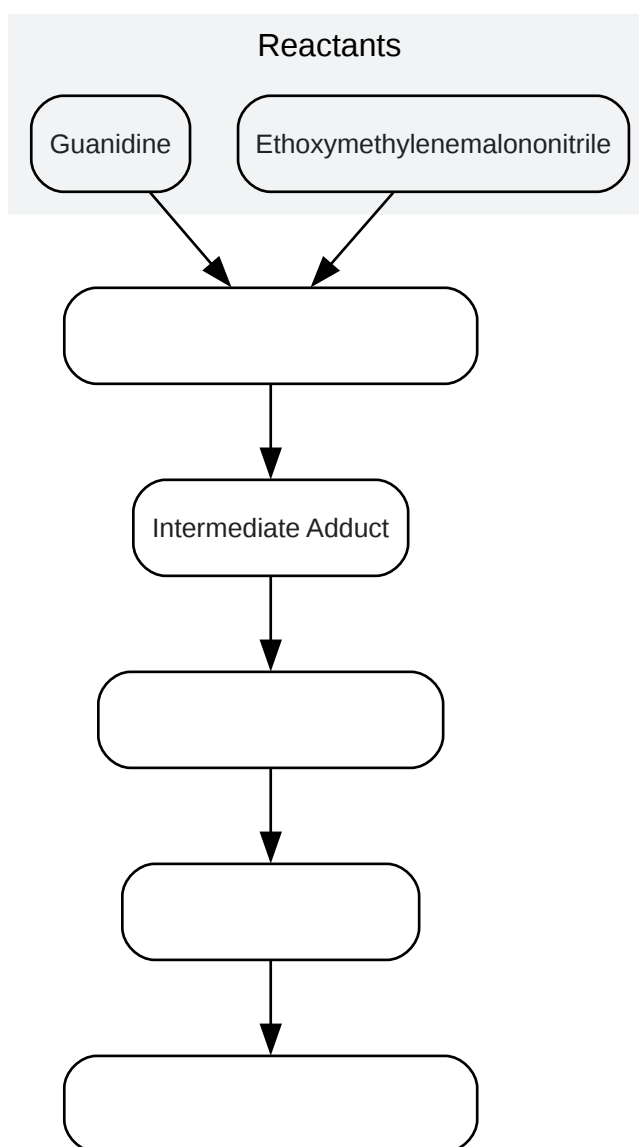 Reactants
Guanidine
Ethoxymethylenemalononitrile
Intermediate Adduct